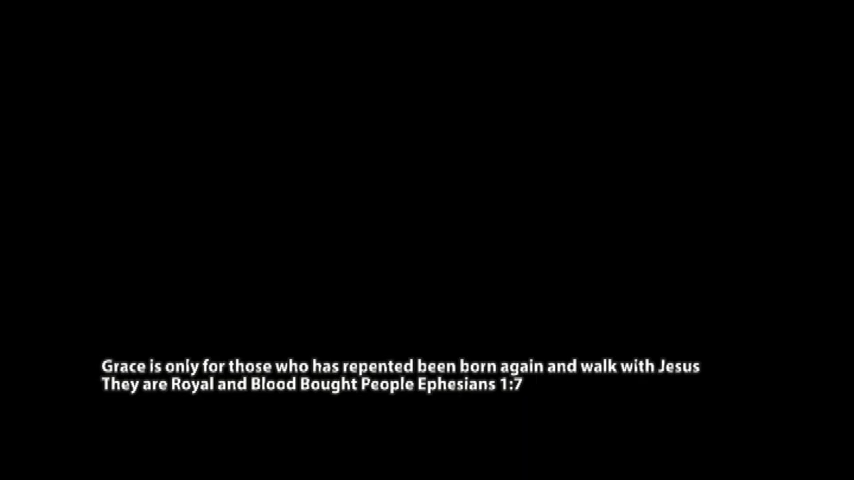 Grace is only for those who has repented been born again and walk with Jesus
They are Royal and Blood Bought People Ephesians 1:7